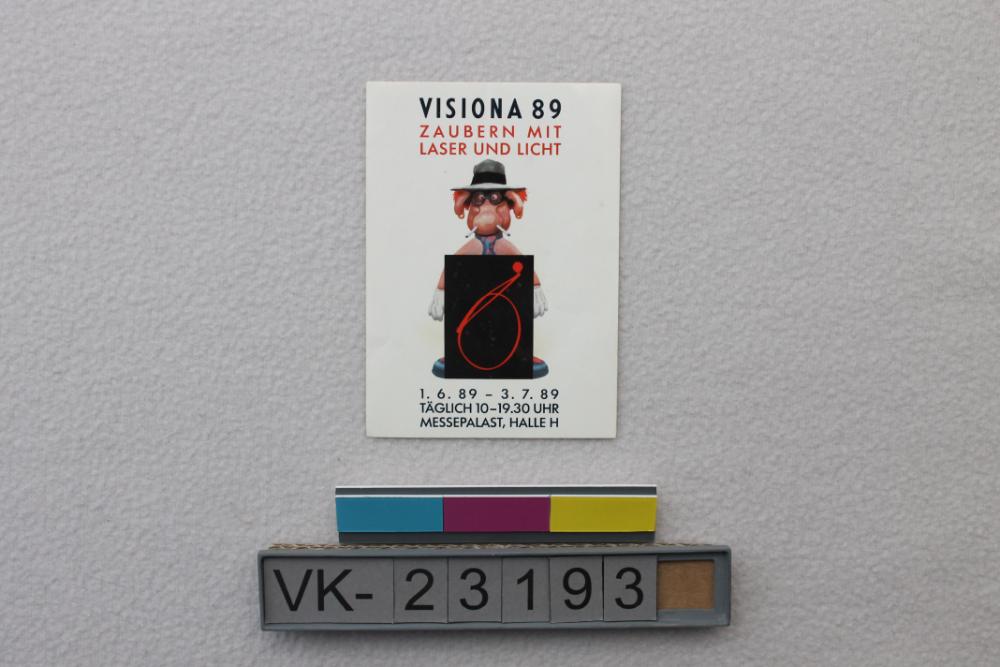 VISIONA 89
ZAUBERN MIT
LASER UND LICHT
1. 6. 89 – 3. 7. 89
TÄGLICH 10–19.30 UHR
MESSEPALAST, HALLE H
VK-23193